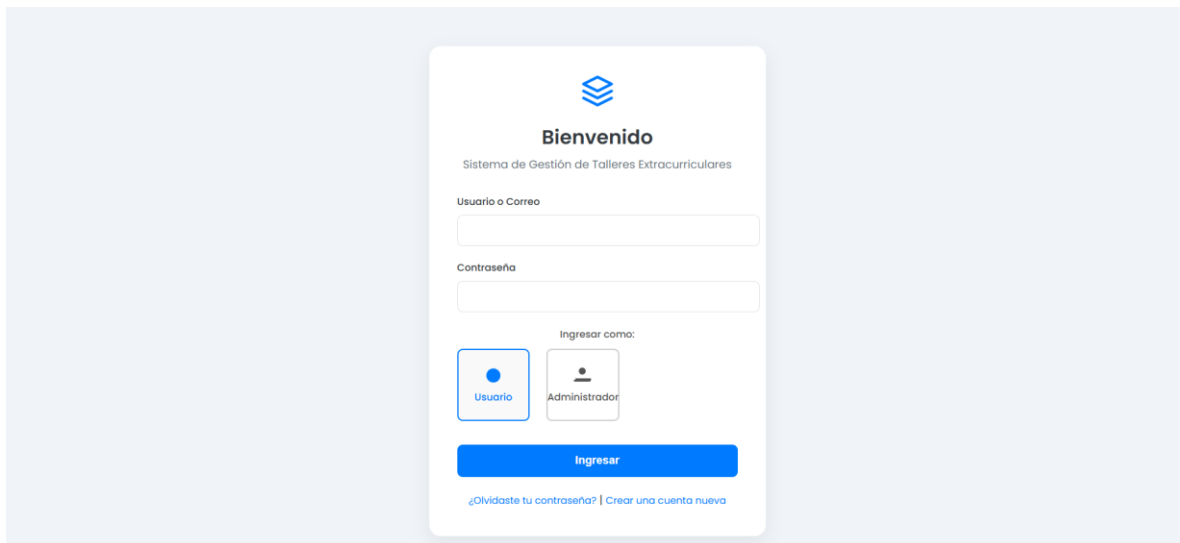 Bienvenido
Sistema de Gestión de Talleres Extracurriculares
Usuario o Correo
Contraseña
Ingresar como:
Usuario Administrador
Ingresar
¿Olvidaste tu contraseña? | Crear una cuenta nueva